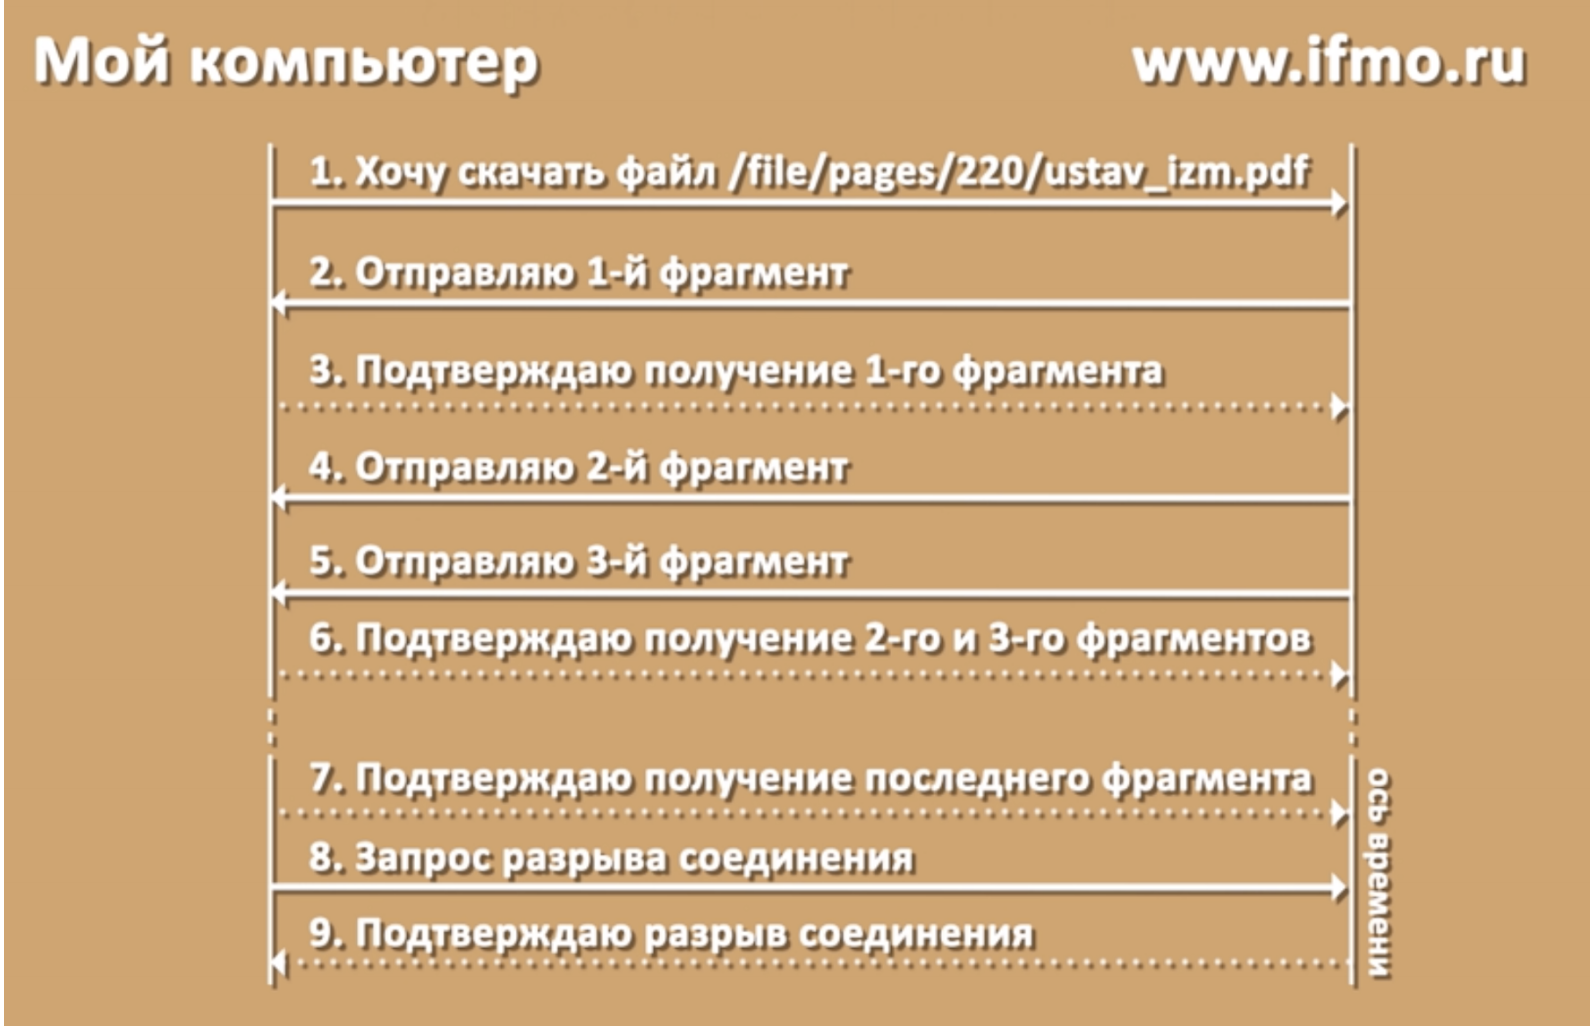 Мой компьютер
www.ifmo.ru
1. Хочу скачать файл /file/pages/220/ustav_izm.pdf
2. Отправляю 1-й фрагмент
3. Подтверждаю получение 1-го фрагмента
4. Отправляю 2-й фрагмент
5. Отправляю 3-й фрагмент
6. Подтверждаю получение 2-го и 3-го фрагментов
7. Подтверждаю получение последнего фрагмента
8. Запрос разрыва соединения
9. Подтверждаю разрыв соединения
ось времени